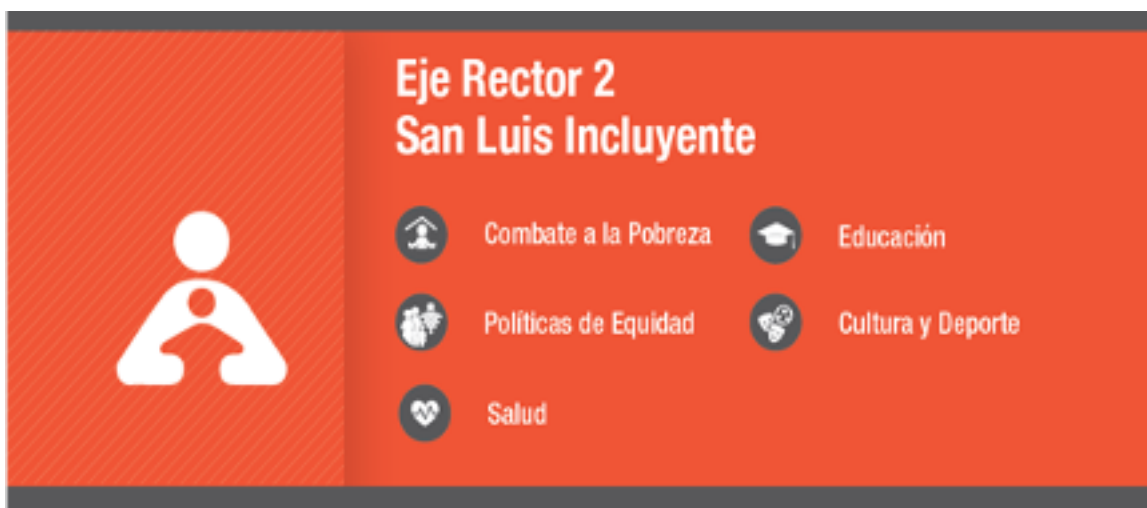 Eje Rector 2
San Luis Incluyente
Combate a la Pobreza
Políticas de Equidad
Salud
Educación
Cultura y Deporte